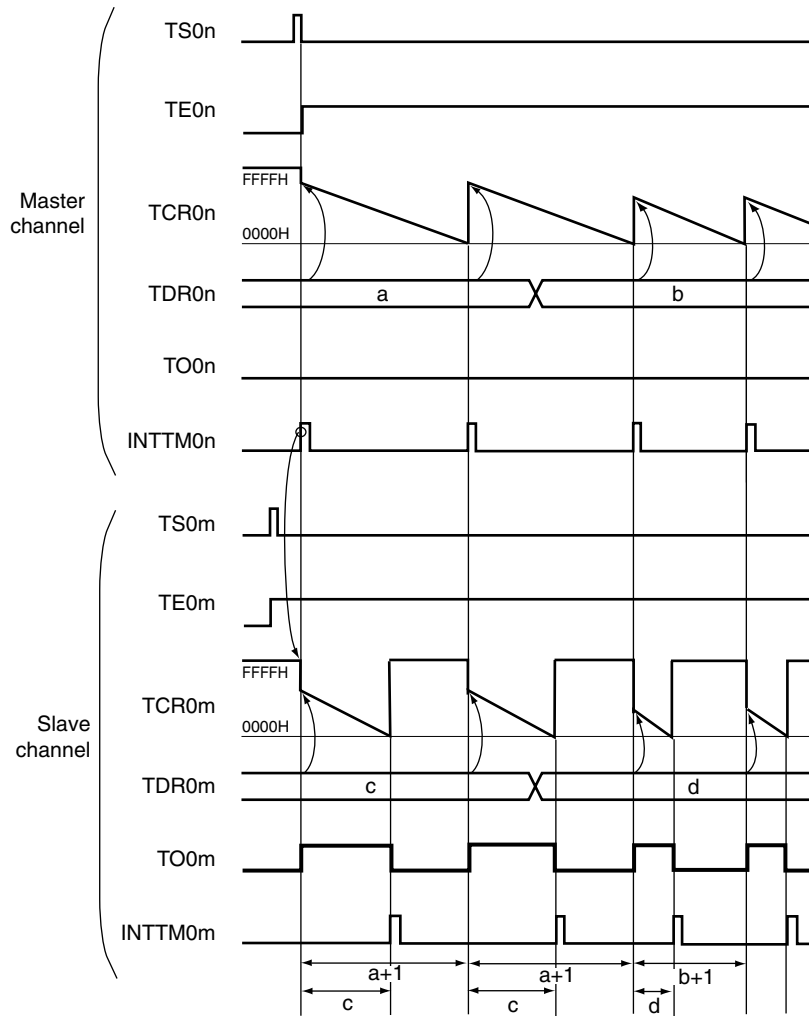 TS0n
TE0n
FFFFH
Master
channel
TCR0n
0000H
TDR0n
a
b
TO0n
INTTM0n
TS0m
TE0m
FFFFH
TCR0m
0000H
Slave
channel
TDR0m
c
d
TO0m
INTTM0m
a+1
a+1
b+1
c
c
d